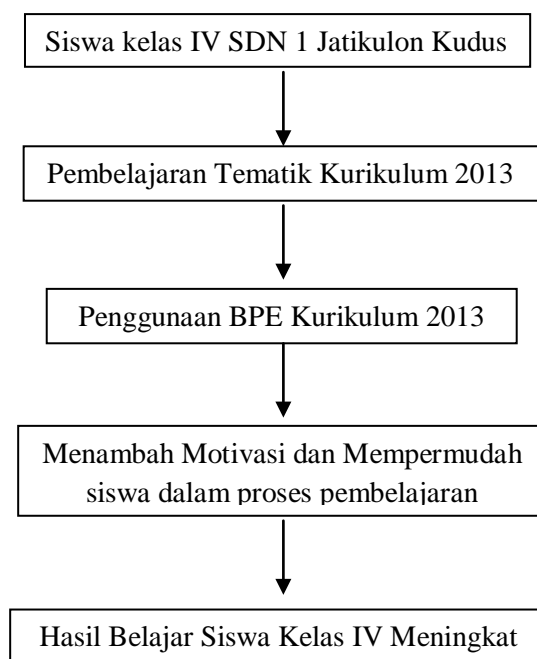 Siswa kelas IV SDN 1 Jatikulon Kudus
Pembelajaran Tematik Kurikulum 2013
Penggunaan BPE Kurikulum 2013
Menambah Motivasi dan Mempermudah
siswa dalam proses pembelajaran
Hasil Belajar Siswa Kelas IV Meningkat